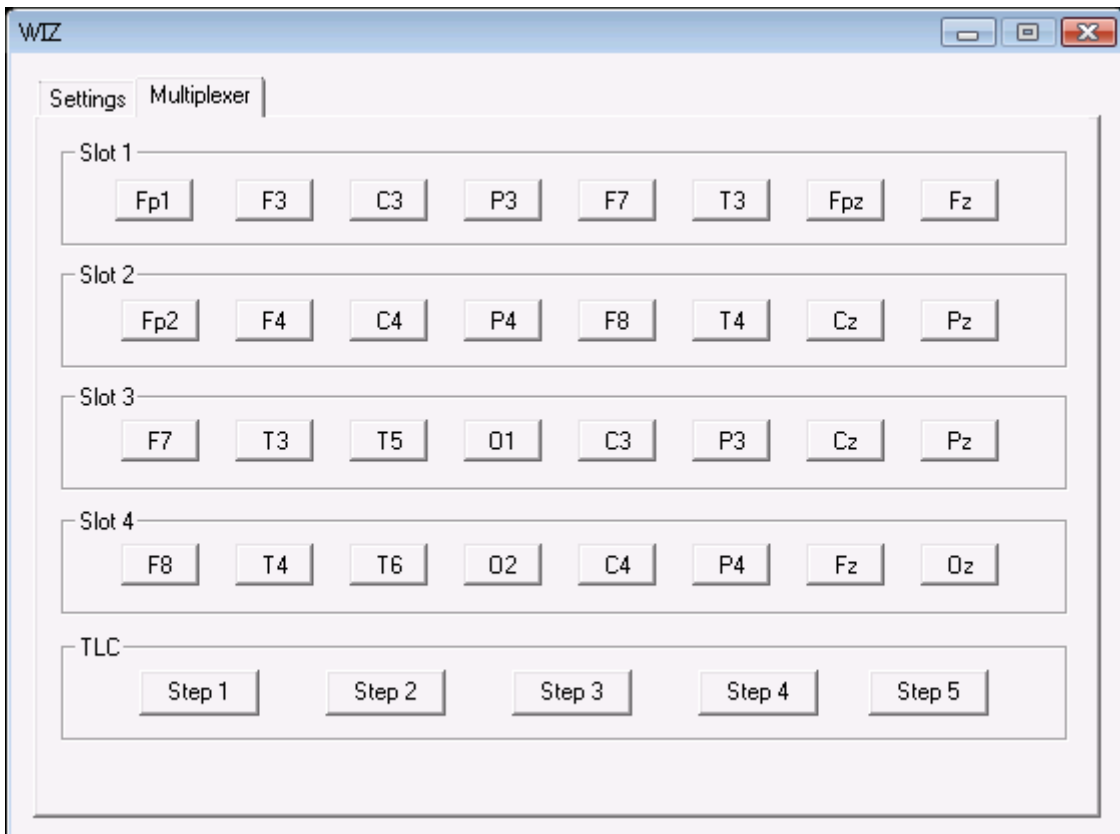 WIZ
Settings Multiplexer
Slot 1
Fp1 F3 C3 P3 F7 T3 Fpz Fz
Slot 2
Fp2 F4 C4 P4 F8 T4 Cz Pz
Slot 3
F7 T3 T5 O1 C3 P3 Cz Pz
Slot 4
F8 T4 T6 O2 C4 P4 Fz Oz
TLC
Step 1 Step 2 Step 3 Step 4 Step 5